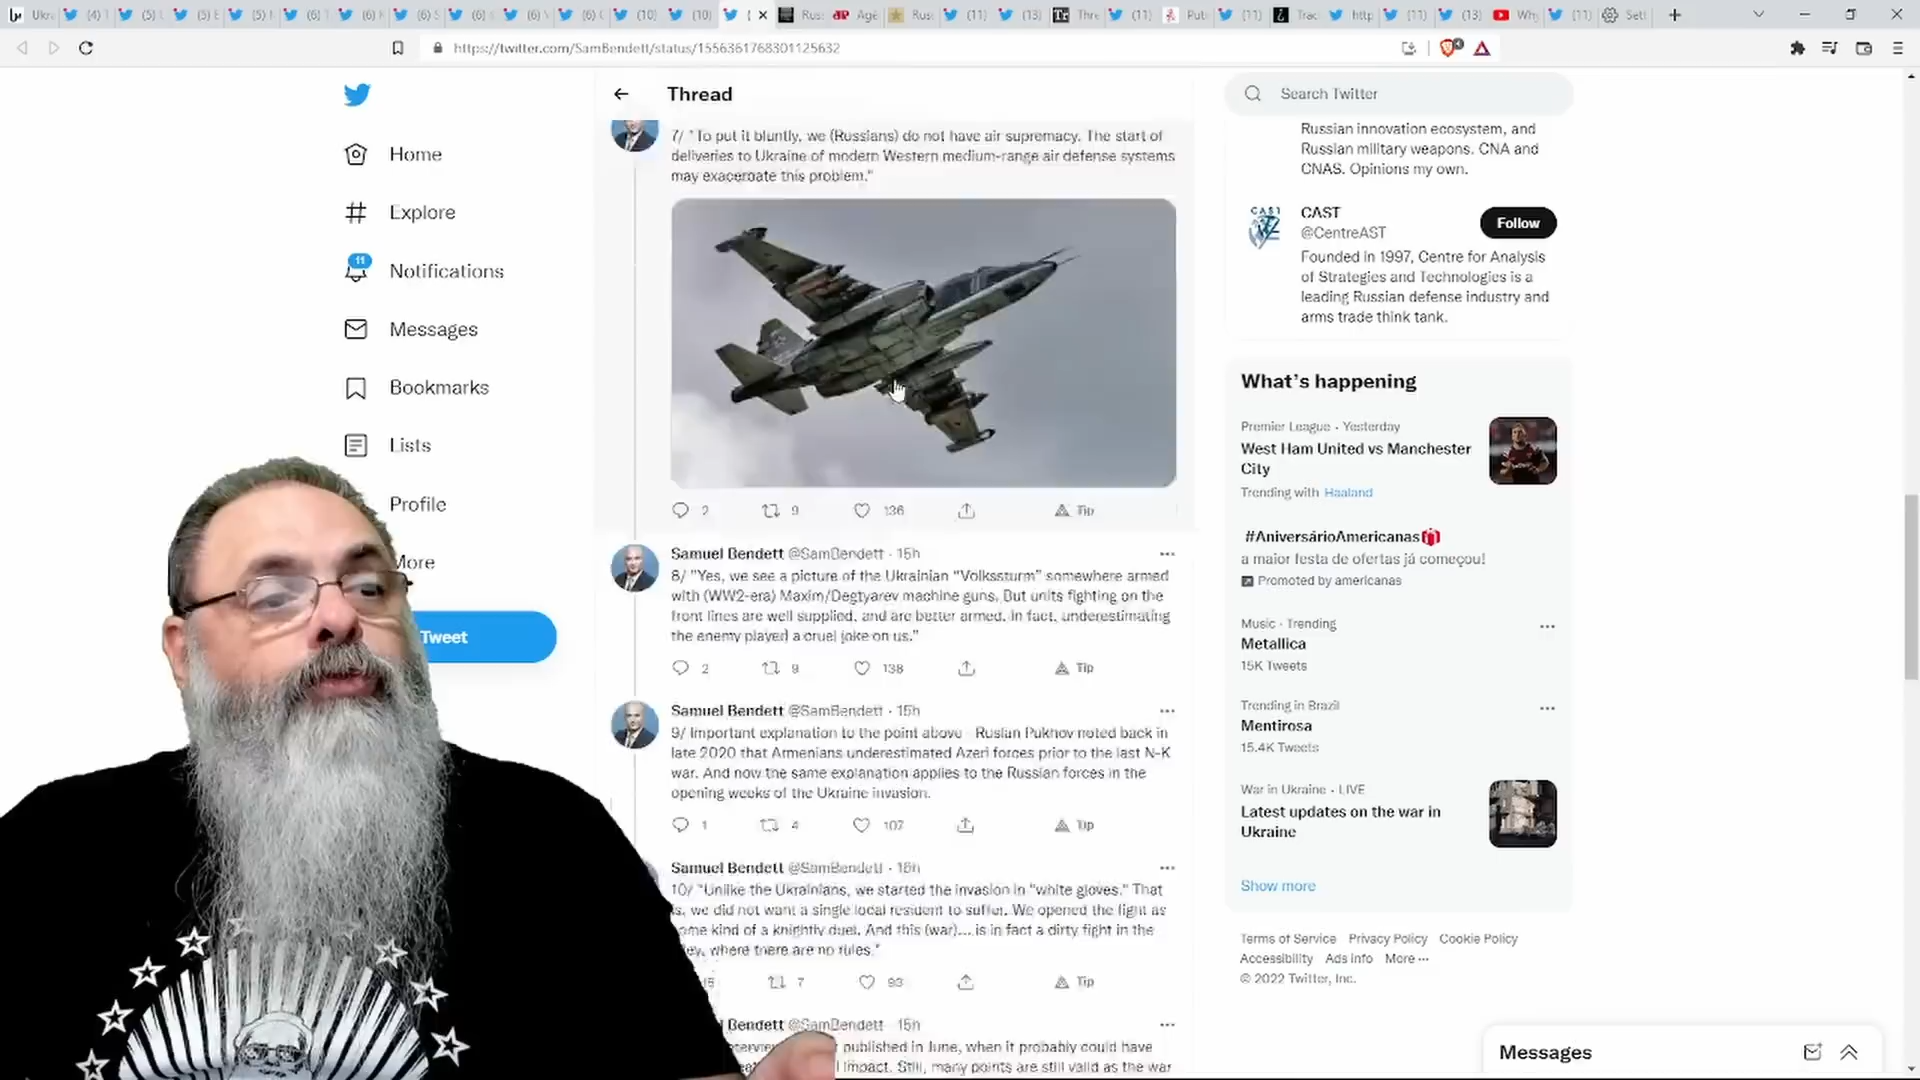 https://twitter.com/SamBendett/status/1556361768301125632
Home
Explore
11
Notifications
Messages
Bookmarks
Lists
Profile
More
Tweet
Thread
7/ "To put it bluntly, we (Russians) do not have air supremacy. The start of
deliveries to Ukraine of modern Western medium-range air defense systems
may exacerbate this problem."
2 9 136 Tip
Samuel Bendett @SamBendett · 15h
8/ "Yes, we see a picture of the Ukrainian "Volkssturm" somewhere armed
with (WW2-era) Maxim/Degtyarev machine guns. But units fighting on the
front lines are well supplied, and are better armed. In fact, underestimating
the enemy played a cruel joke on us."
2 9 138 Tip
Samuel Bendett @SamBendett · 15h
9/ Important explanation to the point above - Ruslan Pukhov noted back in
late 2020 that Armenians underestimated Azeri forces prior to the last N-K
war. And now the same explanation applies to the Russian forces in the
opening weeks of the Ukraine invasion.
1 4 107 Tip
Samuel Bendett @SamBendett · 15h
10/ "Unlike the Ukrainians, we started the invasion in "white gloves." That
we did not want a single local resident to suffer. We opened the fight as
kind of a knightly duel. And this (war)... is in fact a dirty fight in the
where there are no rules."
7 93 Tip
Bendett @SamBendett · 15h
published in June, when it probably could have
impact. Still, many points are still valid as the war
Search Twitter
Russian innovation ecosystem, and
Russian military weapons. CNA and
CNAS. Opinions my own.
CAST
@CentreAST
Follow
Founded in 1997, Centre for Analysis
of Strategies and Technologies is a
leading Russian defense industry and
arms trade think tank.
What's happening
Premier League · Yesterday
West Ham United vs Manchester
City
Trending with Haaland
#AniversárioAmericanas
a maior festa de ofertas já começou!
Promoted by americanas
Music · Trending
Metallica
15K Tweets
Trending in Brazil
Mentirosa
15.4K Tweets
War in Ukraine · LIVE
Latest updates on the war in
Ukraine
Show more
Terms of Service Privacy Policy Cookie Policy
Accessibility Ads info More ···
© 2022 Twitter, Inc.
Messages